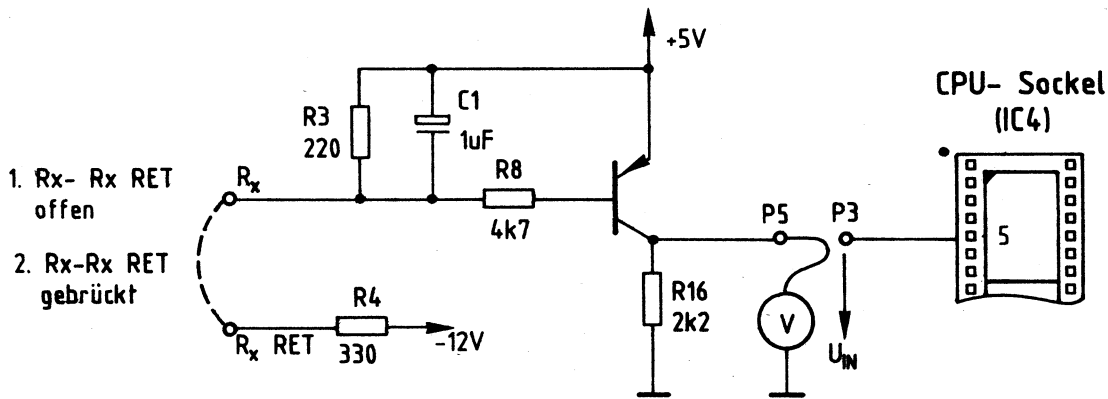 +5V
CPU- Sockel
(IC4)
R3
220
C1
1uF
1. Rx- Rx RET
offen
Rx
R8
4k7
P5
P3
5
2. Rx-Rx RET
gebrückt
R4
330
Rx RET
-12V
R16
2k2
V
UIN